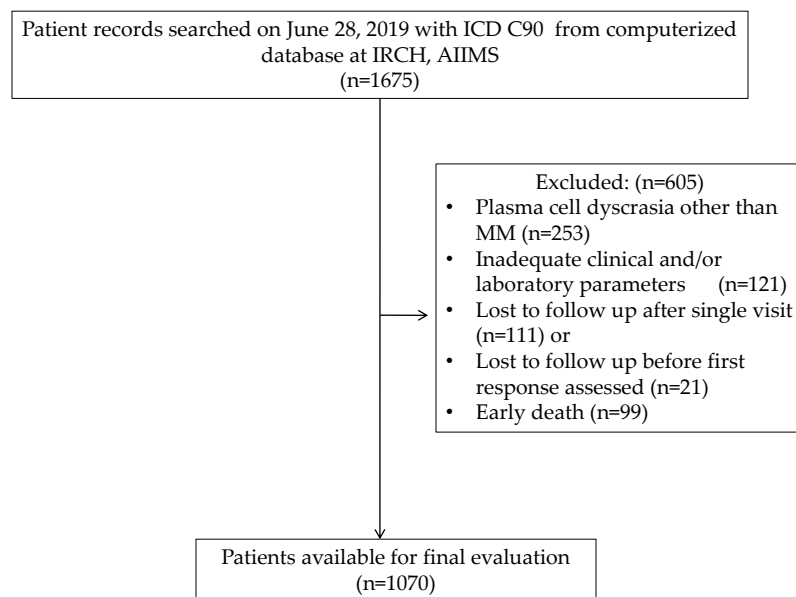 Patient records searched on June 28, 2019 with ICD C90 from computerized
database at IRCH, AIIMS
(n=1675)
Excluded: (n=605)
• Plasma cell dyscrasia other than
MM (n=253)
• Inadequate clinical and/or
laboratory parameters (n=121)
• Lost to follow up after single visit
(n=111) or
• Lost to follow up before first
response assessed (n=21)
• Early death (n=99)
Patients available for final evaluation
(n=1070)